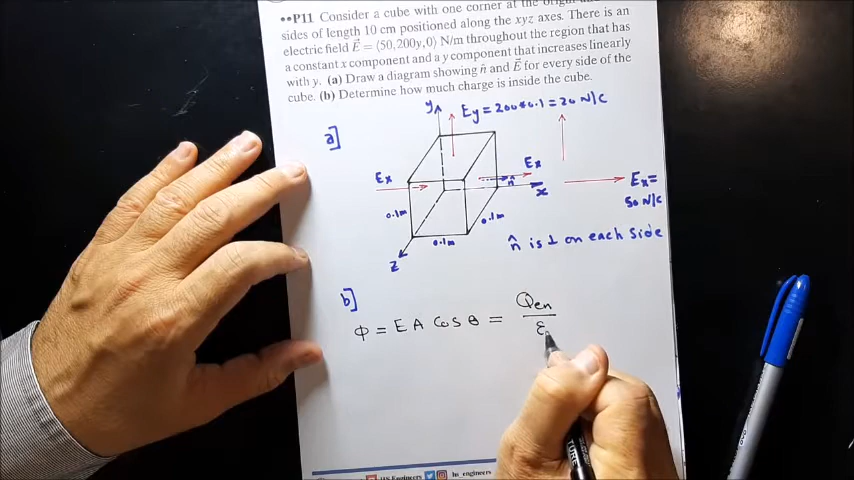 ••P11 Consider a cube with one corner at the origin and
sides of length 10 cm positioned along the xyz axes. There is an
electric field E⃗ = ⟨50,200y,0⟩ N/m throughout the region that has
a constant x component and a y component that increases linearly
with y. (a) Draw a diagram showing n̂ and E⃗ for every side of the
cube. (b) Determine how much charge is inside the cube.
a]
y
Ey = 200*0.1 = 20 N/C
Ex
Ex
n̂
x
Ex =
50 N/C
0.1m
0.1m
0.1m
z
n̂ is ⊥ on each side
b]
Φ = E A Cos θ = Qen
ε